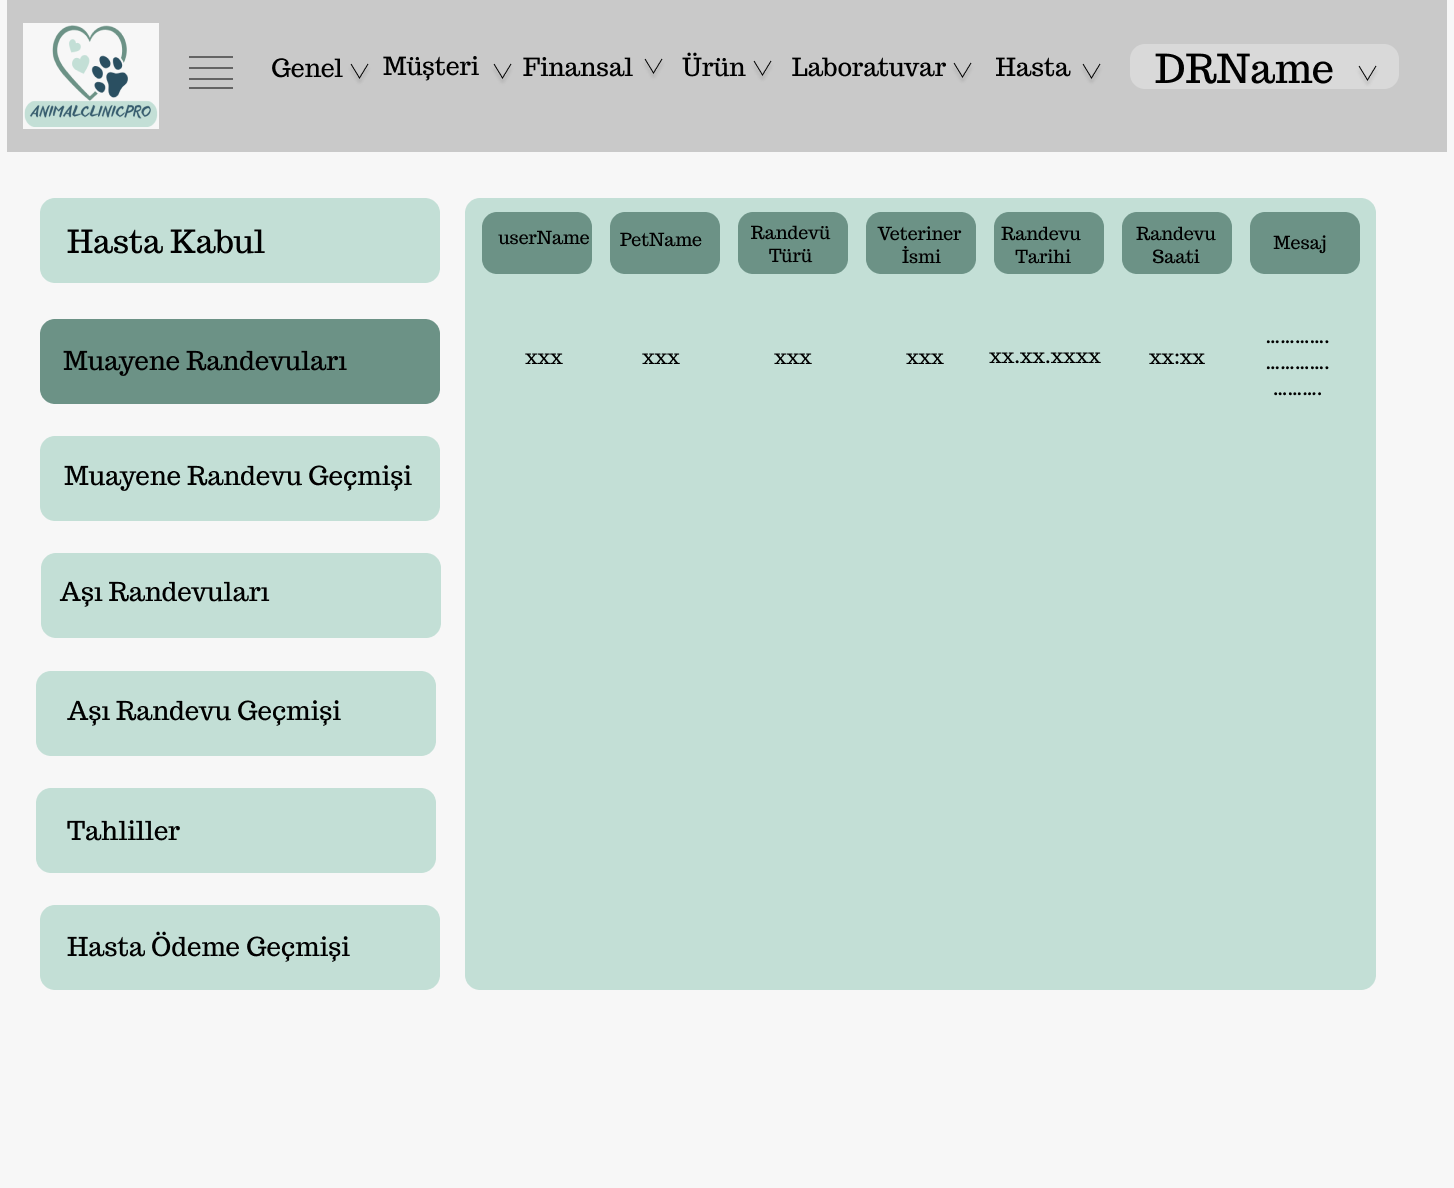 ANIMALCLINICPRO
Genel Müşteri Finansal Ürün Laboratuvar Hasta DRName
Hasta Kabul
Muayene Randevuları
Muayene Randevu Geçmişi
Aşı Randevuları
Aşı Randevu Geçmişi
Tahliller
Hasta Ödeme Geçmişi
userName
PetName
Randevü
Türü
Veteriner
İsmi
Randevu
Tarihi
Randevu
Saati
Mesaj
xxx xxx xxx xxx xx.xx.xxxx xx:xx
.............
.............
..........